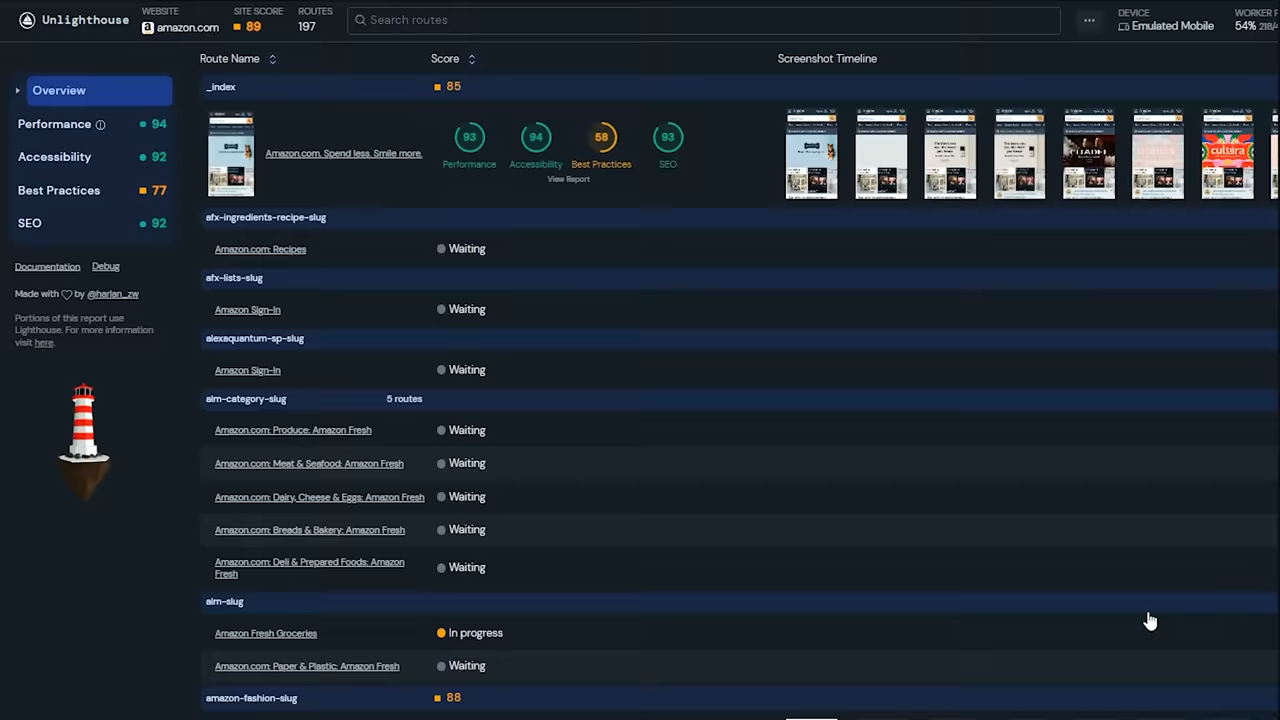 Unlighthouse
WEBSITE
amazon.com
SITE SCORE
89
ROUTES
197
Search routes
DEVICE
Emulated Mobile
WORKER
54% 218/
Route Name
Score
Screenshot Timeline
Overview
Performance 94
Accessibility 92
Best Practices 77
SEO 92
Documentation Debug
Made with by @harlan_zw
Portions of this report use
Lighthouse. For more information
visit here.
_index 85
Amazon.com. Spend less. Smile more.
93 94 58 93
Performance Accessibility Best Practices SEO
View Report
cultura
afx-ingredients-recipe-slug
Amazon.com: Recipes Waiting
afx-lists-slug
Amazon Sign-In Waiting
alexaquantum-sp-slug
Amazon Sign-In Waiting
alm-category-slug 5 routes
Amazon.com: Produce: Amazon Fresh Waiting
Amazon.com: Meat & Seafood: Amazon Fresh Waiting
Amazon.com: Dairy, Cheese & Eggs: Amazon Fresh Waiting
Amazon.com: Breads & Bakery: Amazon Fresh Waiting
Amazon.com: Deli & Prepared Foods: Amazon
Fresh Waiting
alm-slug
Amazon Fresh Groceries In progress
Amazon.com: Paper & Plastic: Amazon Fresh Waiting
amazon-fashion-slug 88